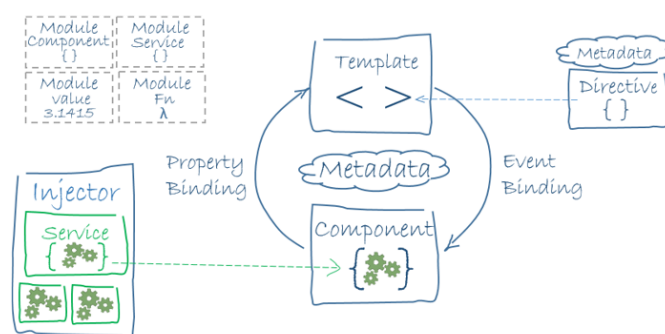 Module
Component
{ }
Module
Service
{ }
Module
value
3.1415
Module
Fn
λ
Template
< >
Metadata
Directive
{ }
Property
Binding
Metadata
Event
Binding
Injector
Service
{ }
Component
{ }